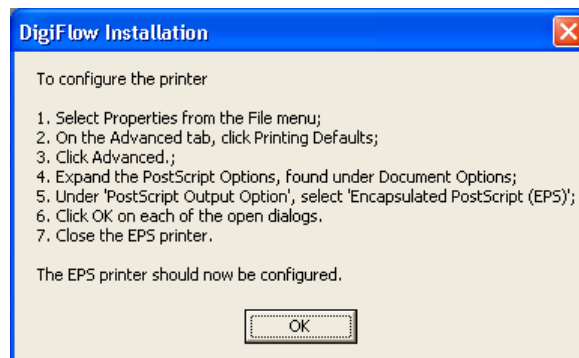 DigiFlow Installation
To configure the printer
1. Select Properties from the File menu;
2. On the Advanced tab, click Printing Defaults;
3. Click Advanced.;
4. Expand the PostScript Options, found under Document Options;
5. Under 'PostScript Output Option', select 'Encapsulated PostScript (EPS)';
6. Click OK on each of the open dialogs.
7. Close the EPS printer.
The EPS printer should now be configured.
OK